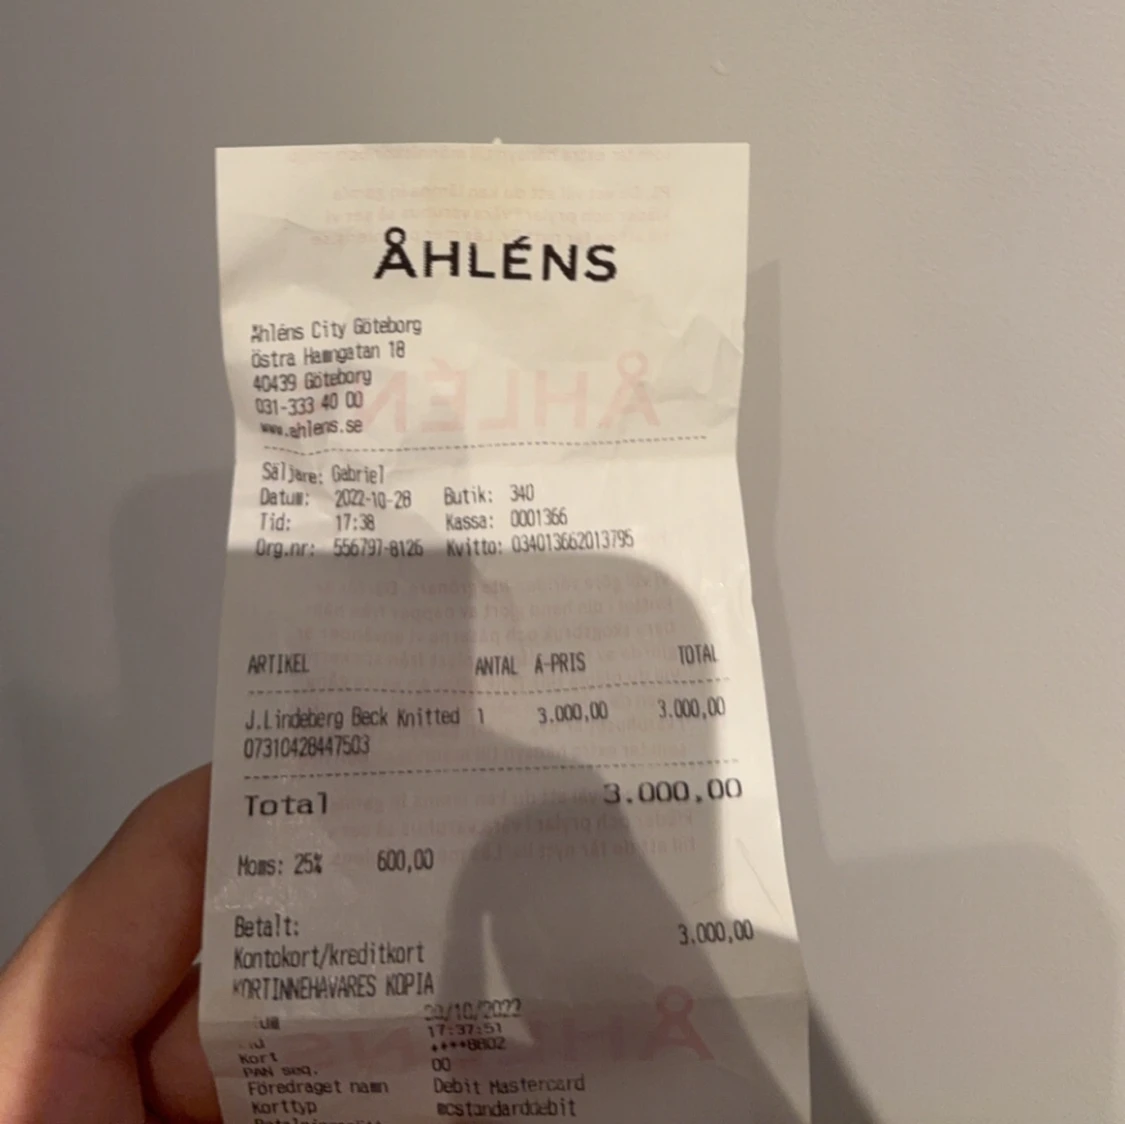 ÅHLÉNS
Åhléns City Göteborg
Östra Hamngatan 18
40439 Göteborg
031-333 40 00
www.ahlens.se
Säljare: Gabriel
Datum: 2022-10-28 Butik: 340
Tid: 17:38 Kassa: 0001366
Org.nr: 556797-8126 Kvitto: 034013662013795
ARTIKEL ANTAL Á-PRIS TOTAL
J.Lindeberg Beck Knitted 1 3.000,00 3.000,00
07310428447503
Total 3.000,00
Moms: 25% 600,00
Betalt:
Kontokort/kreditkort 3.000,00
KORTINNEHAVARES KOPIA
/10/2022
17:37:51
Kort ****8802
PAN seq. 00
Föredraget namn Debit Mastercard
Korttyp mcstandarddebit